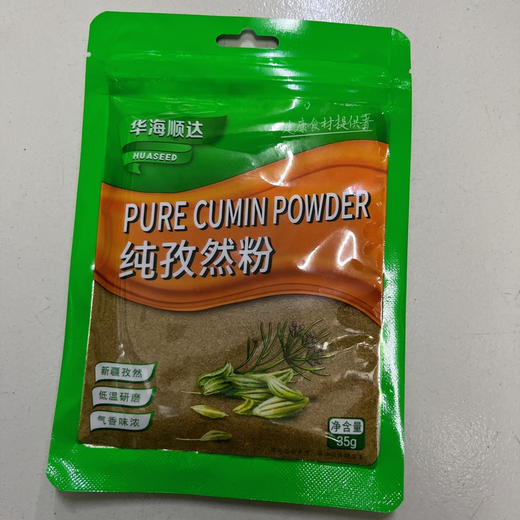 华海顺达
HUASEED
健康食材提供者
PURE CUMIN POWDER
纯孜然粉
新疆孜然
低温研磨
气香味浓
净含量
35g